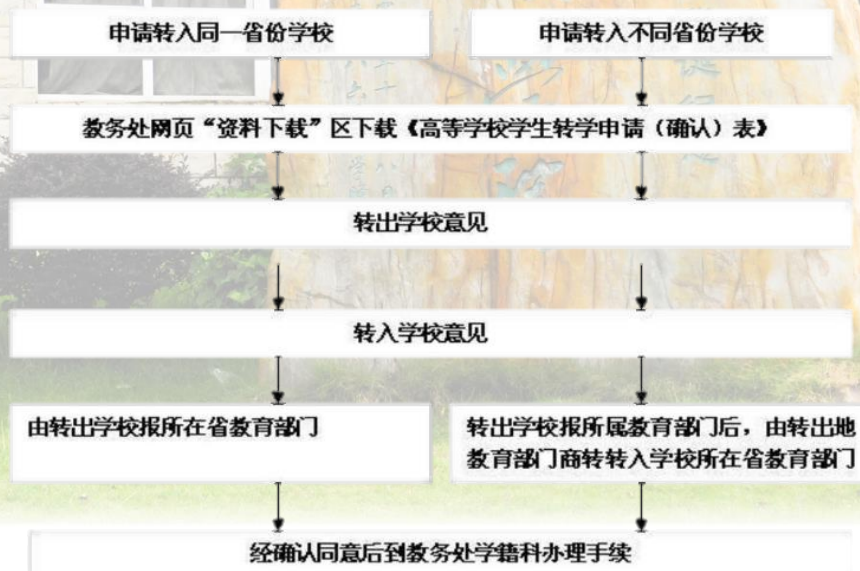 申请转入同一省份学校
申请转入不同省份学校
教务处网页“资料下载”区下载《高等学校学生转学申请（确认）表》
转出学校意见
转入学校意见
由转出学校报所在省教育部门
转出学校报所属教育部门后，由转出地
教育部门商转转入学校所在省教育部门
经确认同意后到教务处学籍科办理手续